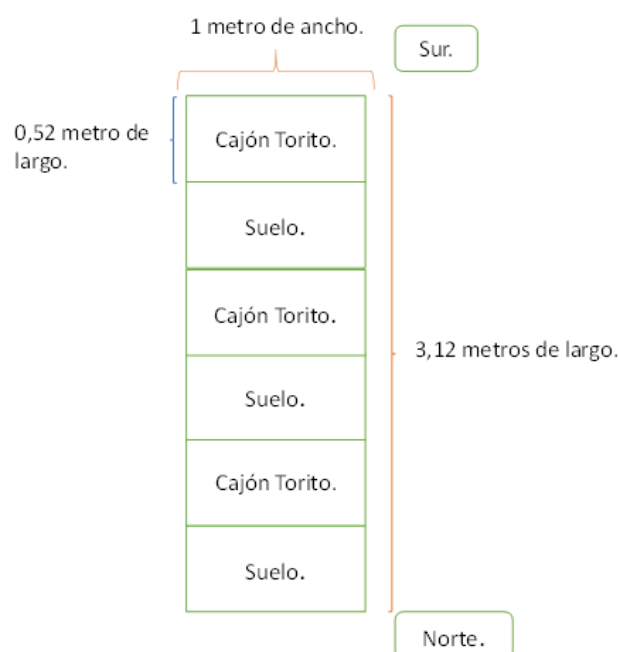 1 metro de ancho.
Sur.
0,52 metro de
largo.
Cajón Torito.
Suelo.
Cajón Torito.
3,12 metros de largo.
Suelo.
Cajón Torito.
Suelo.
Norte.